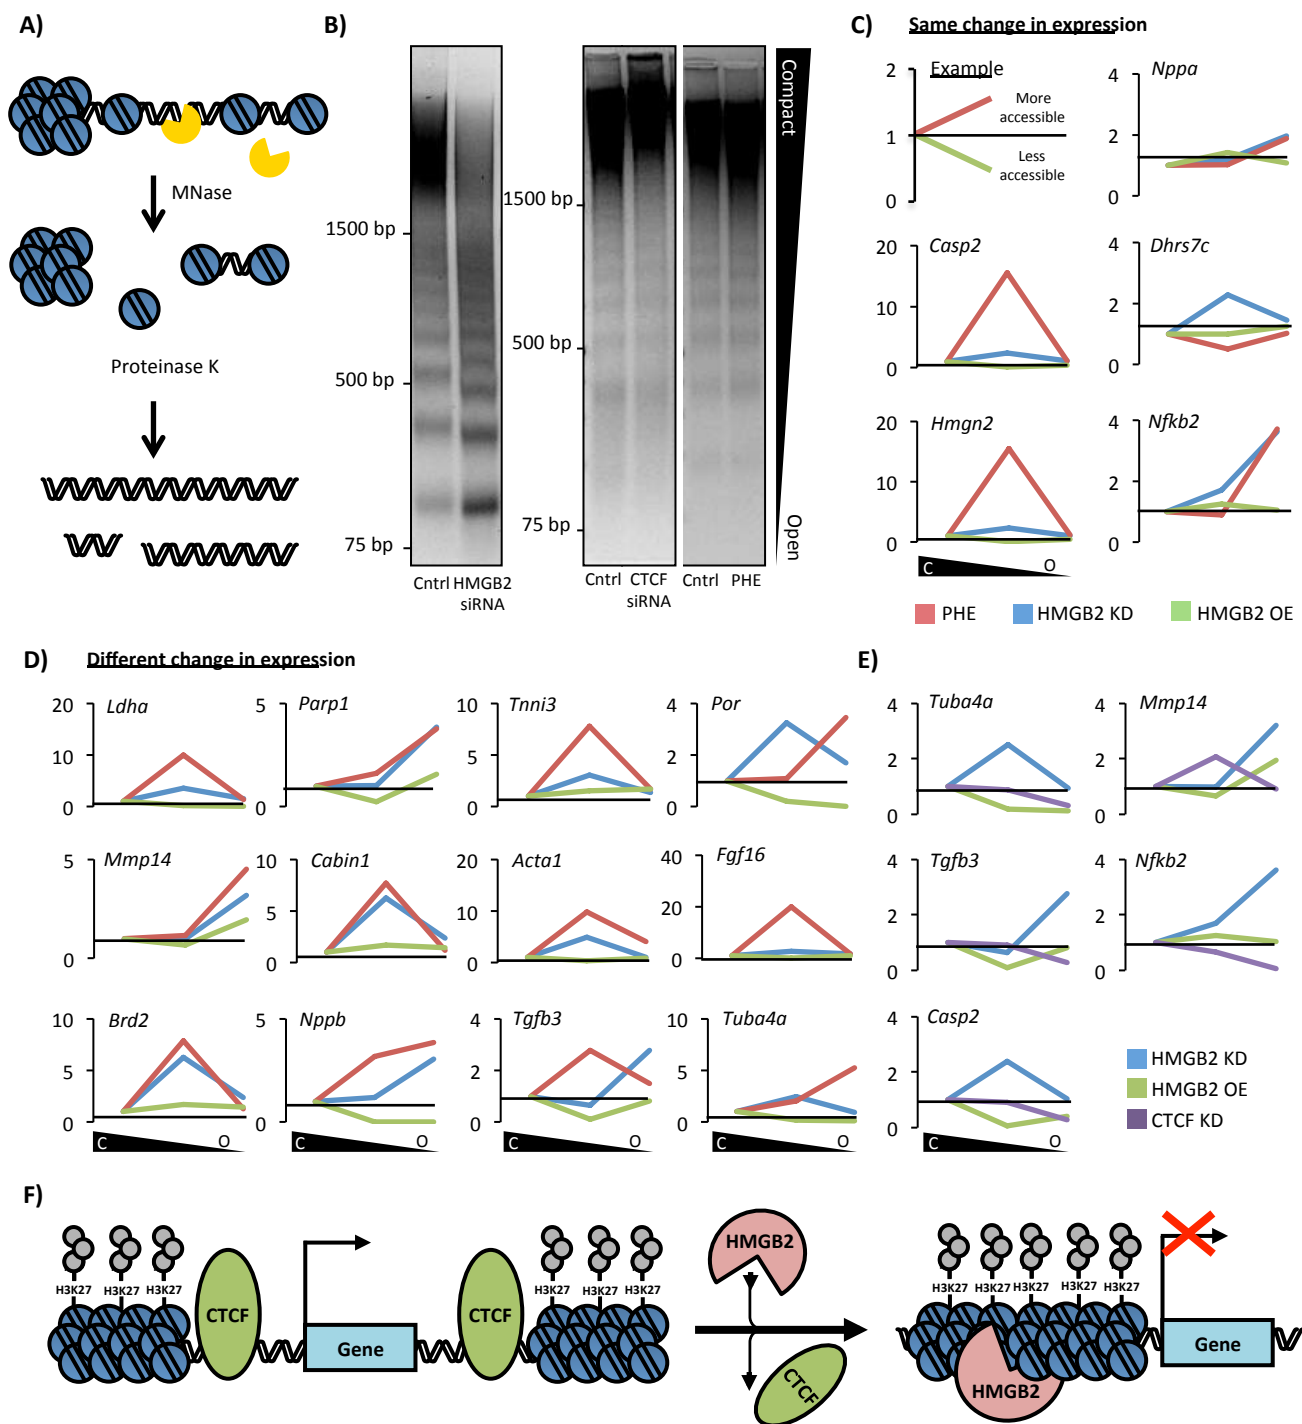 A)
MNase
Proteinase K
B)
1500 bp
500 bp
75 bp
Cntrl HMGB2
siRNA
1500 bp
500 bp
75 bp
Cntrl CTCF
siRNA
Cntrl PHE
Compact
Open
C) Same change in expression
2
1
0
Example
More
accessible
Less
accessible
Nppa
4
2
0
Casp2
20
10
0
Dhrs7c
4
2
0
Hmgn2
20
10
0
Nfkb2
4
2
0
C O
PHE HMGB2 KD HMGB2 OE
D) Different change in expression
Ldha
20
10
0
Parp1
5
0
Tnni3
10
5
0
Por
4
2
0
Mmp14
5
0
Cabin1
10
5
0
Acta1
20
10
0
Fgf16
40
20
0
Brd2
10
5
0
Nppb
5
0
Tgfb3
4
2
0
Tuba4a
10
5
0
C O
C O
C O
C O
E)
Tuba4a
4
2
0
Mmp14
4
2
0
Tgfb3
4
2
0
Nfkb2
4
2
0
Casp2
4
2
0
C O
HMGB2 KD
HMGB2 OE
CTCF KD
F)
H3K27 H3K27 H3K27
CTCF
Gene
CTCF
H3K27 H3K27 H3K27
HMGB2
CTCF
H3K27 H3K27 H3K27 H3K27 H3K27
HMGB2
Gene